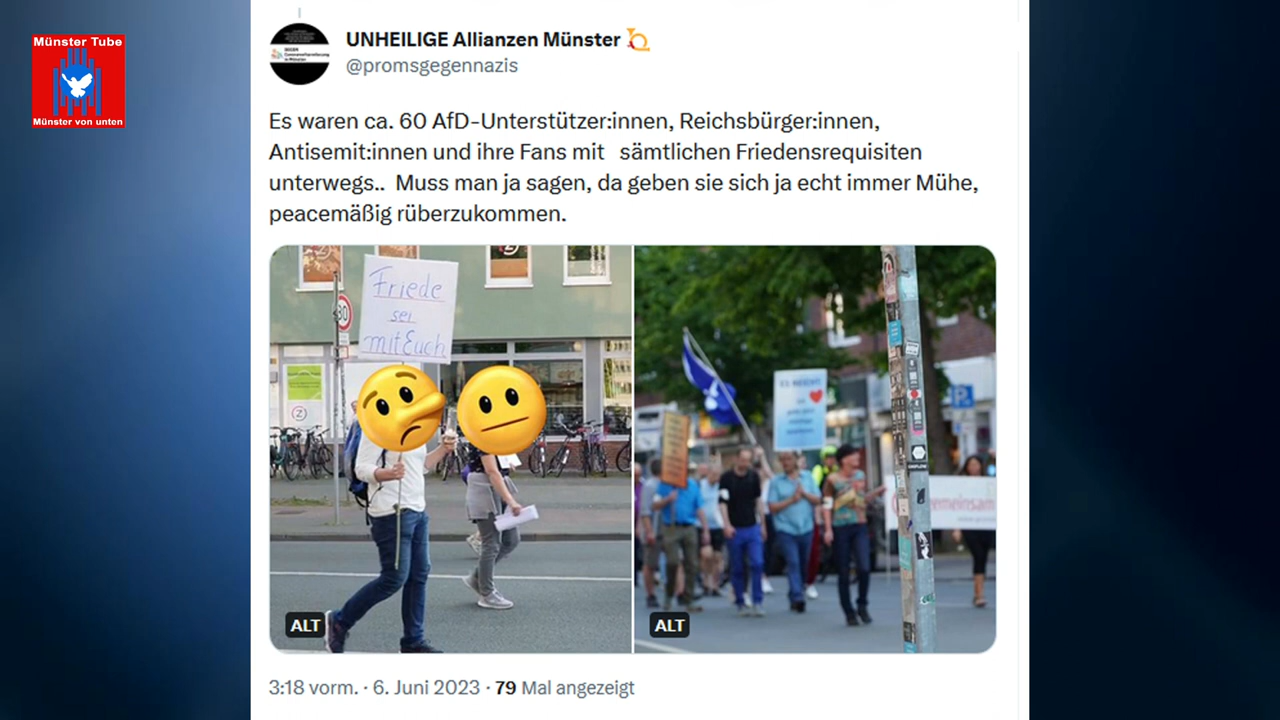 Münster Tube
Münster von unten
UNHEILIGE Allianzen Münster
@promsgegennazis
Es waren ca. 60 AfD-Unterstützer:innen, Reichsbürger:innen,
Antisemit:innen und ihre Fans mit sämtlichen Friedensrequisiten
unterwegs.. Muss man ja sagen, da geben sie sich ja echt immer Mühe,
peacemäßig rüberzukommen.
Friede
sei
mit Euch
30
P
gemeinsam
ALT
ALT
3:18 vorm. · 6. Juni 2023 · 79 Mal angezeigt